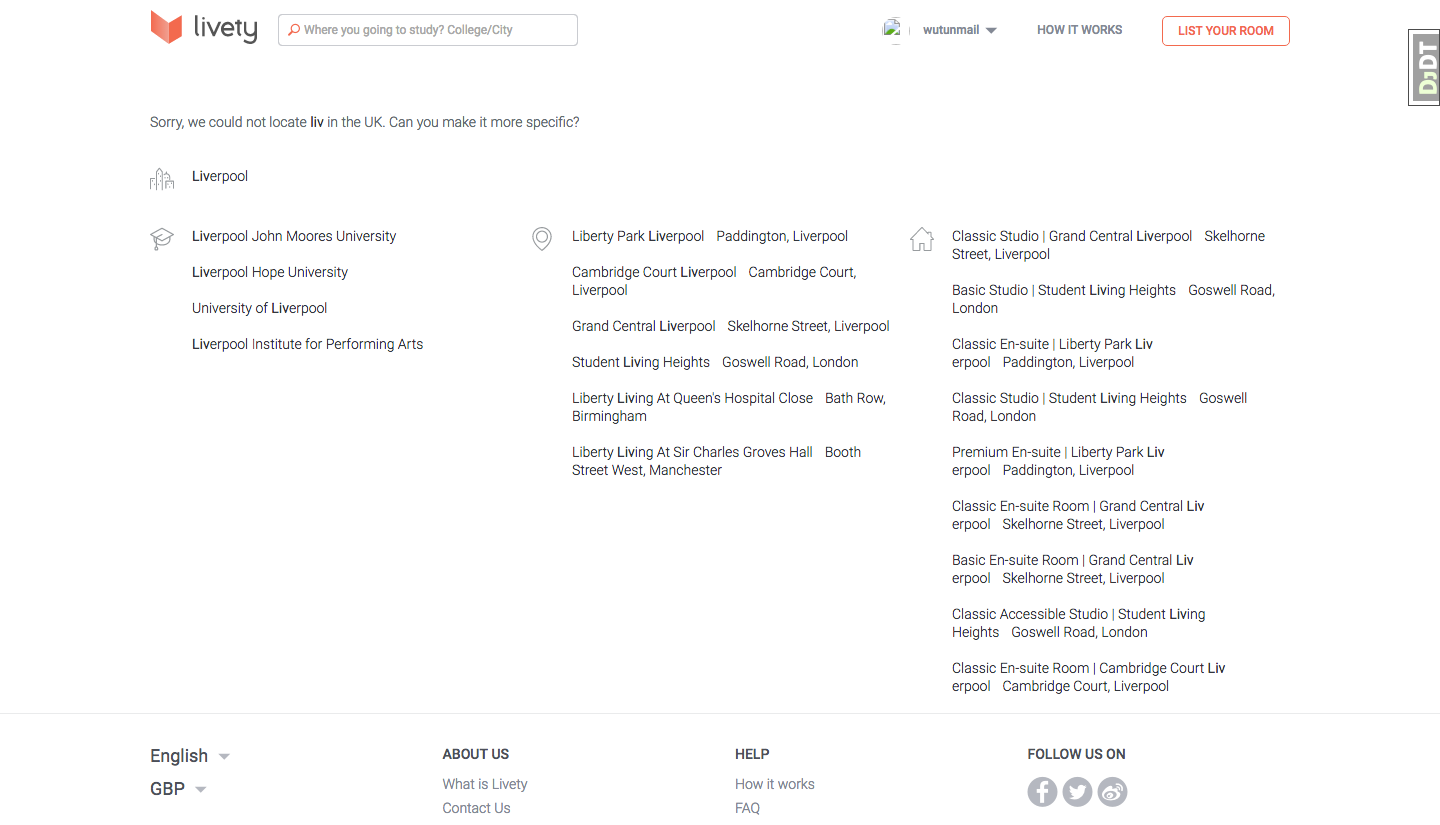 livety
Where you going to study? College/City
wutunmail
HOW IT WORKS
LIST YOUR ROOM
DJDT
Sorry, we could not locate liv in the UK. Can you make it more specific?
Liverpool
Liverpool John Moores University
Liverpool Hope University
University of Liverpool
Liverpool Institute for Performing Arts
Liberty Park Liverpool Paddington, Liverpool
Cambridge Court Liverpool Cambridge Court,
Liverpool
Grand Central Liverpool Skelhorne Street, Liverpool
Student Living Heights Goswell Road, London
Liberty Living At Queen's Hospital Close Bath Row,
Birmingham
Liberty Living At Sir Charles Groves Hall Booth
Street West, Manchester
Classic Studio | Grand Central Liverpool Skelhorne
Street, Liverpool
Basic Studio | Student Living Heights Goswell Road,
London
Classic En-suite | Liberty Park Liv
erpool Paddington, Liverpool
Classic Studio | Student Living Heights Goswell
Road, London
Premium En-suite | Liberty Park Liv
erpool Paddington, Liverpool
Classic En-suite Room | Grand Central Liv
erpool Skelhorne Street, Liverpool
Basic En-suite Room | Grand Central Liv
erpool Skelhorne Street, Liverpool
Classic Accessible Studio | Student Living
Heights Goswell Road, London
Classic En-suite Room | Cambridge Court Liv
erpool Cambridge Court, Liverpool
English
GBP
ABOUT US
What is Livety
Contact Us
HELP
How it works
FAQ
FOLLOW US ON